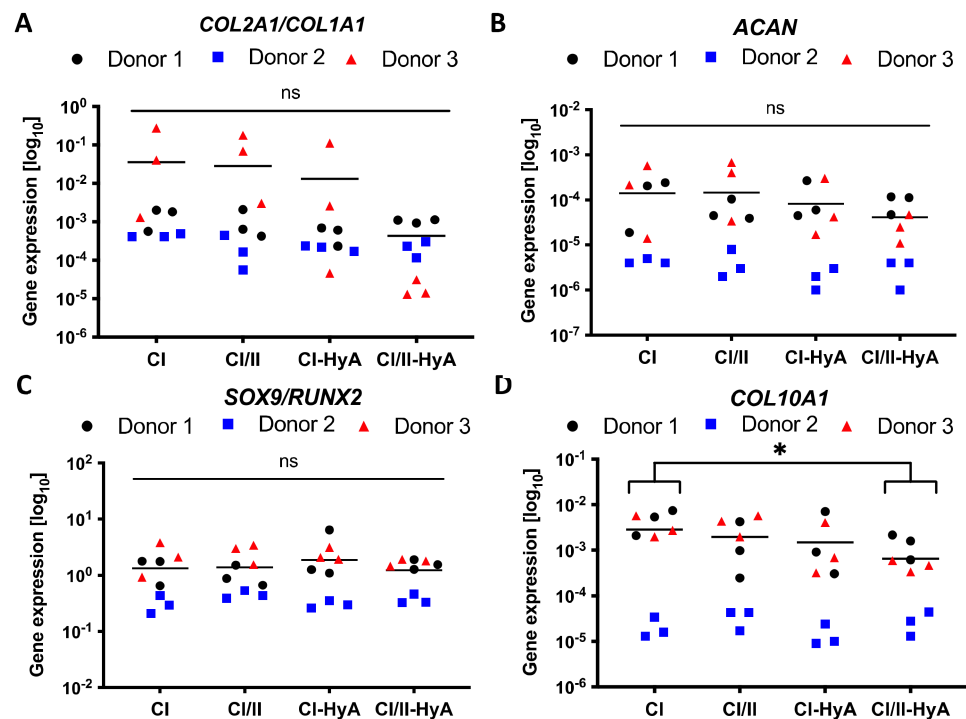 A
COL2A1/COL1A1
Donor 1 Donor 2 Donor 3
Gene expression [log10]
10^0
10^-1
10^-2
10^-3
10^-4
10^-5
10^-6
ns
CI CI/II CI-HyA CI/II-HyA
B
ACAN
Donor 1 Donor 2 Donor 3
Gene expression [log10]
10^-2
10^-3
10^-4
10^-5
10^-6
10^-7
ns
CI CI/II CI-HyA CI/II-HyA
C
SOX9/RUNX2
Donor 1 Donor 2 Donor 3
Gene expression [log10]
10^2
10^1
10^0
10^-1
10^-2
ns
CI CI/II CI-HyA CI/II-HyA
D
COL10A1
Donor 1 Donor 2 Donor 3
Gene expression [log10]
10^-1
10^-2
10^-3
10^-4
10^-5
10^-6
*
CI CI/II CI-HyA CI/II-HyA